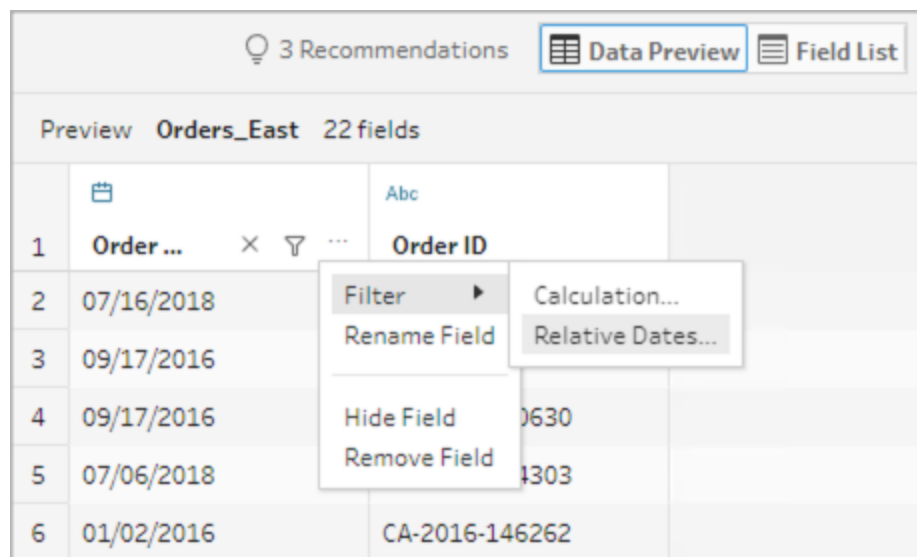 3 Recommendations Data Preview Field List
Preview Orders_East 22 fields
Abc
1 Order ... Order ID
2 07/16/2018
3 09/17/2016
4 09/17/2016 0630
5 07/06/2018 4303
6 01/02/2016 CA-2016-146262
Filter
Rename Field
Hide Field
Remove Field
Calculation...
Relative Dates...